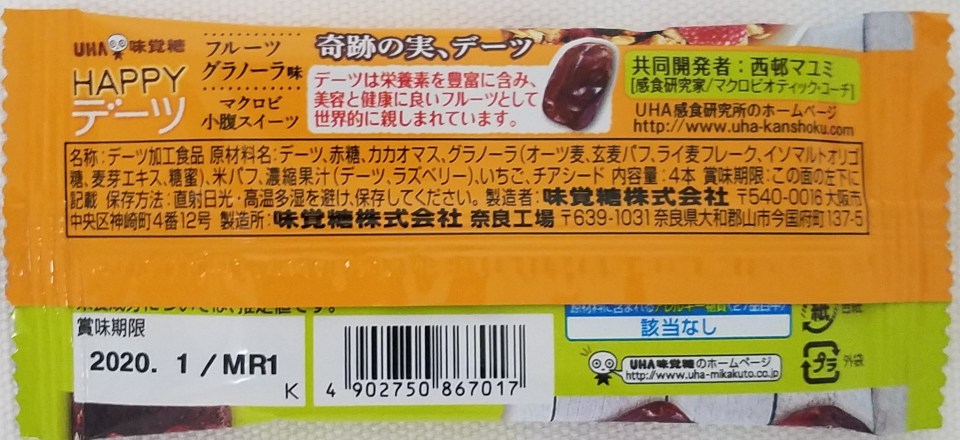 UHA味覚糖
HAPPY
デーツ
フルーツ
グラノーラ味
マクロビ
小腹スイーツ
奇跡の実、デーツ
デーツは栄養素を豊富に含み、
美容と健康に良いフルーツとして
世界的に親しまれています。
共同開発者：西邨マユミ
[感食研究家/マクロビオティック・コーチ]
UHA感食研究所のホームページ
http://www.uha-kanshoku.com
名称：デーツ加工食品 原材料名：デーツ、赤糖、カカオマス、グラノーラ（オーツ麦、玄麦パフ、ライ麦フレーク、イソマルトオリゴ
糖、麦芽エキス、糖蜜）、米パフ、濃縮果汁（デーツ、ラズベリー）、いちご、チアシード 内容量：4本 賞味期限：この面の左下に
記載 保存方法：直射日光・高温多湿を避け、保存してください。製造者：味覚糖株式会社 〒540-0016大阪市
中央区神崎町4番12号 製造所：味覚糖株式会社 奈良工場 〒639-1031奈良県大和郡山市今国府町137-5
賞味期限
2020. 1 / MR1
K
4 902750 867017
該当なし
UHA味覚糖のホームページ
http://www.uha-mikakuto.co.jp
紙
プラ
外袋